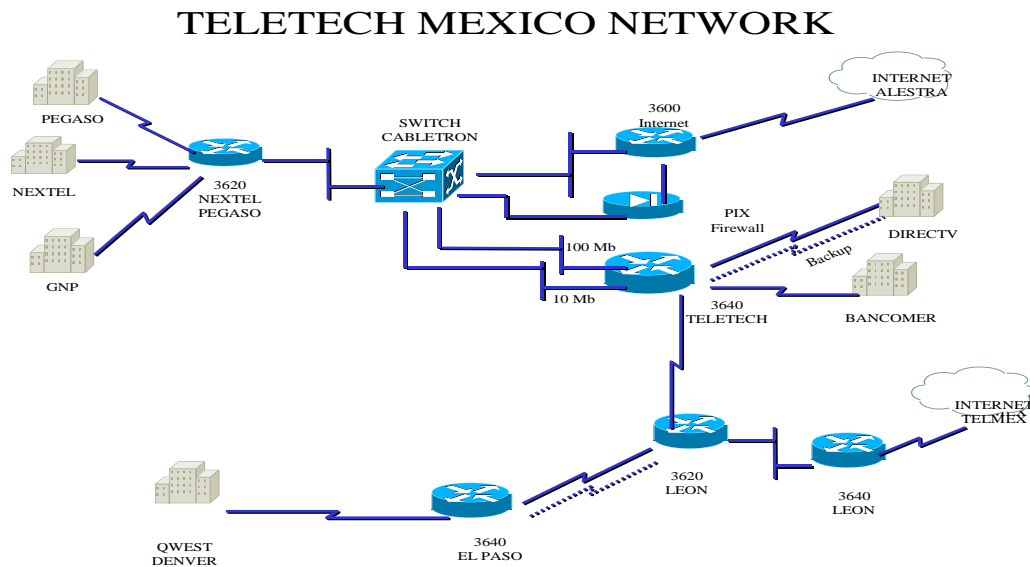 TELETECH MEXICO NETWORK
PEGASO
NEXTEL
GNP
3620
NEXTEL
PEGASO
SWITCH
CABLETRON
3600
Internet
INTERNET
ALESTRA
PIX
Firewall
DIRECTV
Backup
100 Mb
10 Mb
3640
TELETECH
BANCOMER
INTERNET
TELMEX
3620
LEON
3640
LEON
3640
EL PASO
QWEST
DENVER